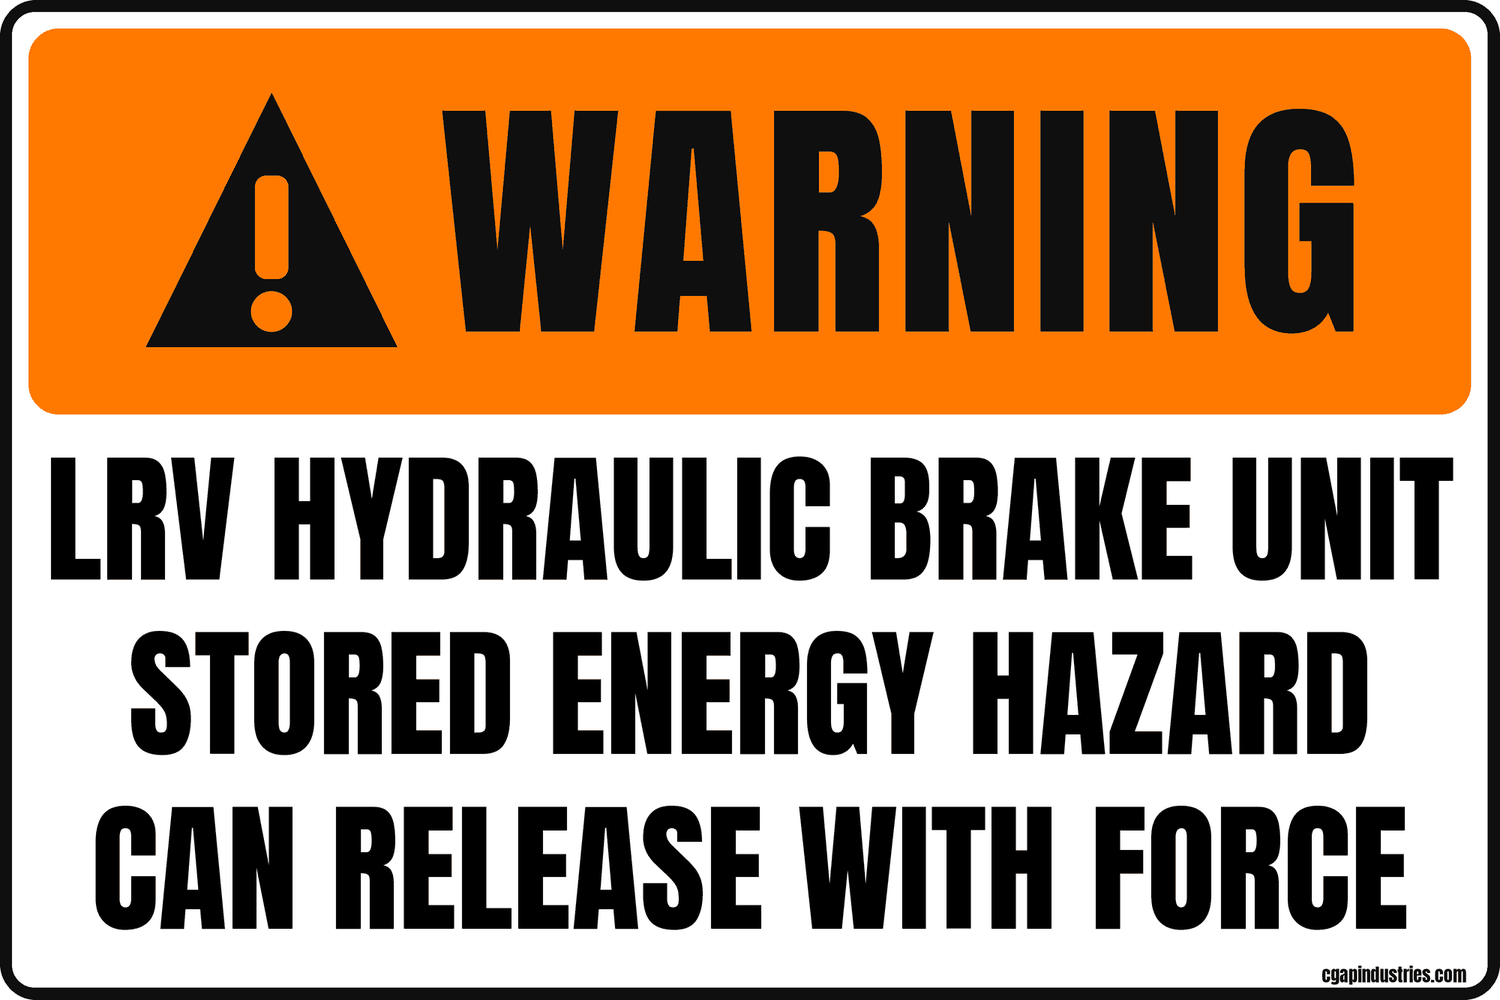 WARNING
LRV HYDRAULIC BRAKE UNIT
STORED ENERGY HAZARD
CAN RELEASE WITH FORCE
cgapindustries.com